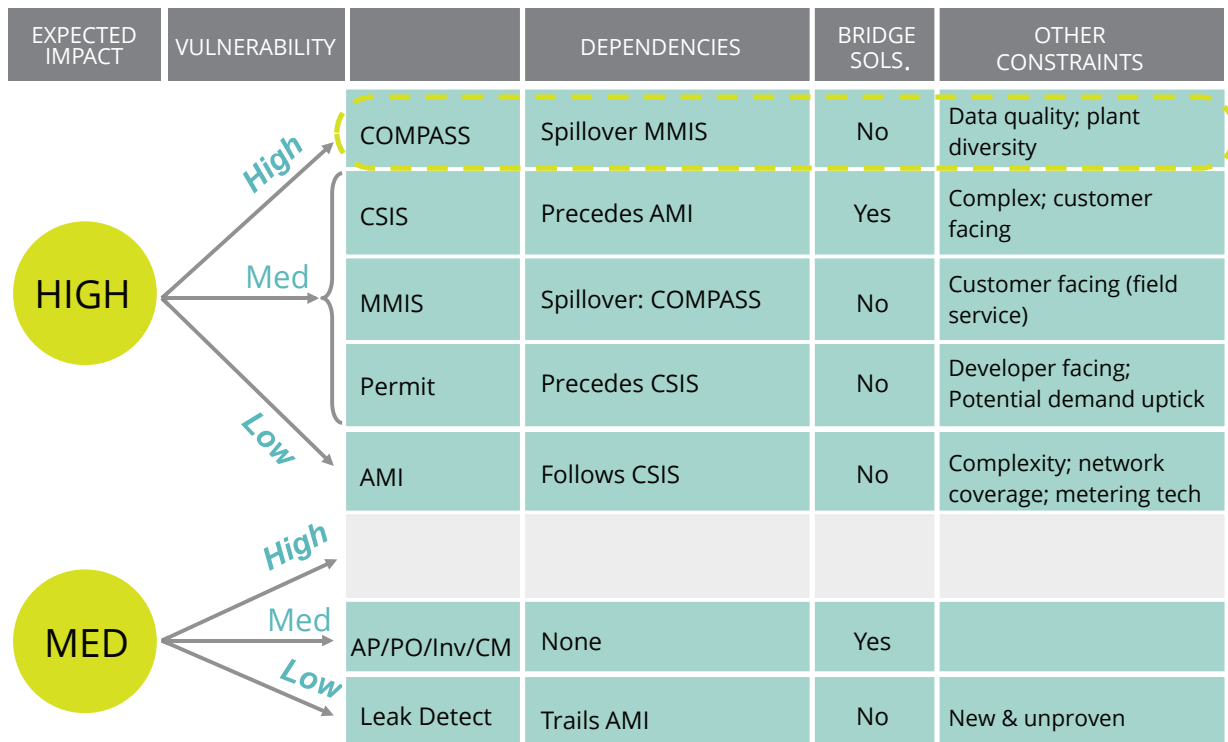 EXPECTED IMPACT
VULNERABILITY
DEPENDENCIES
BRIDGE SOLS.
OTHER CONSTRAINTS
HIGH
High
Med
Low
COMPASS
Spillover MMIS
No
Data quality; plant
diversity
CSIS
Precedes AMI
Yes
Complex; customer
facing
MMIS
Spillover: COMPASS
No
Customer facing (field
service)
Permit
Precedes CSIS
No
Developer facing;
Potential demand uptick
AMI
Follows CSIS
No
Complexity; network
coverage; metering tech
MED
High
Med
Low
AP/PO/Inv/CM
None
Yes
Leak Detect
Trails AMI
No
New & unproven